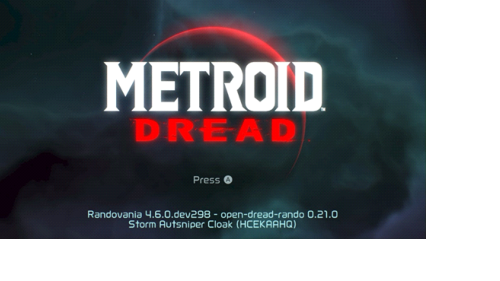 METROID
DREAD
Press A
Randovania 4.6.0.dev298 - open-dread-rando 0.21.0
Storm Autsniper Cloak (HCEKAAHQ)